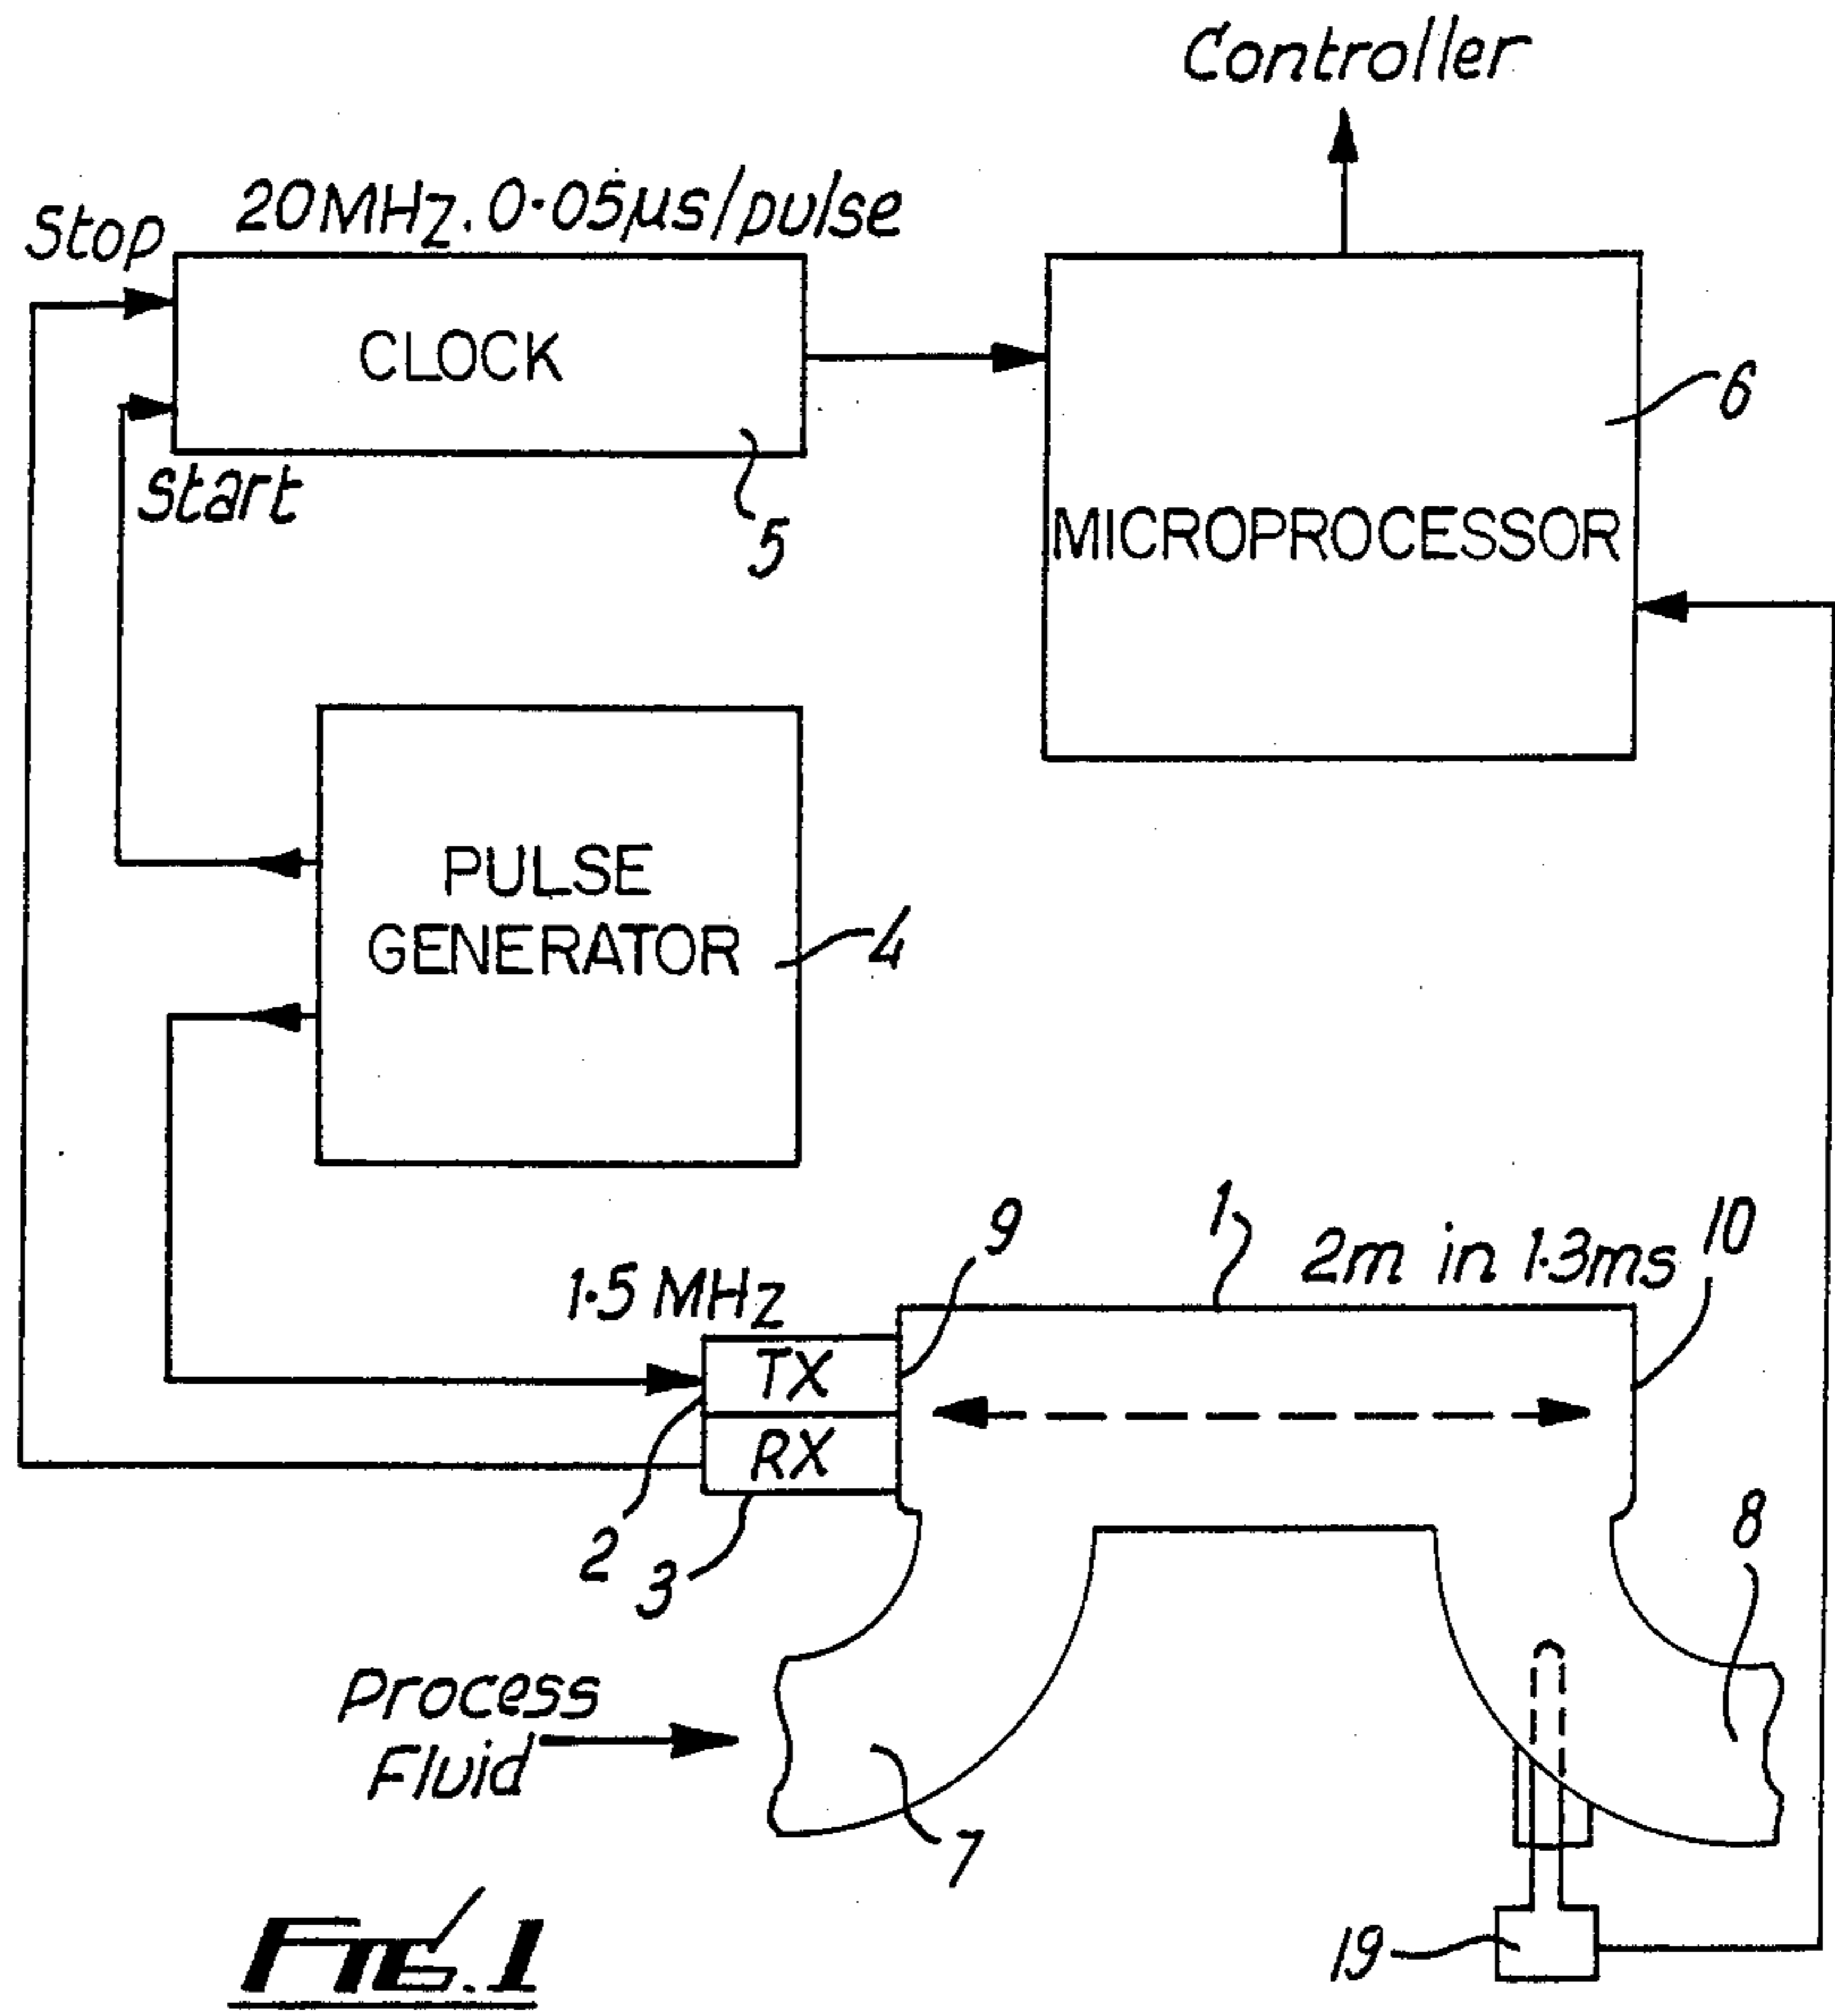 Controller
20MHz. 0·05µs/pulse
Stop
CLOCK
Start
5
6
MICROPROCESSOR
PULSE
GENERATOR
4
1
9
2m in 1·3ms
10
1·5 MHz
TX
RX
2
3
8
Process
Fluid
7
19
FIG. 1